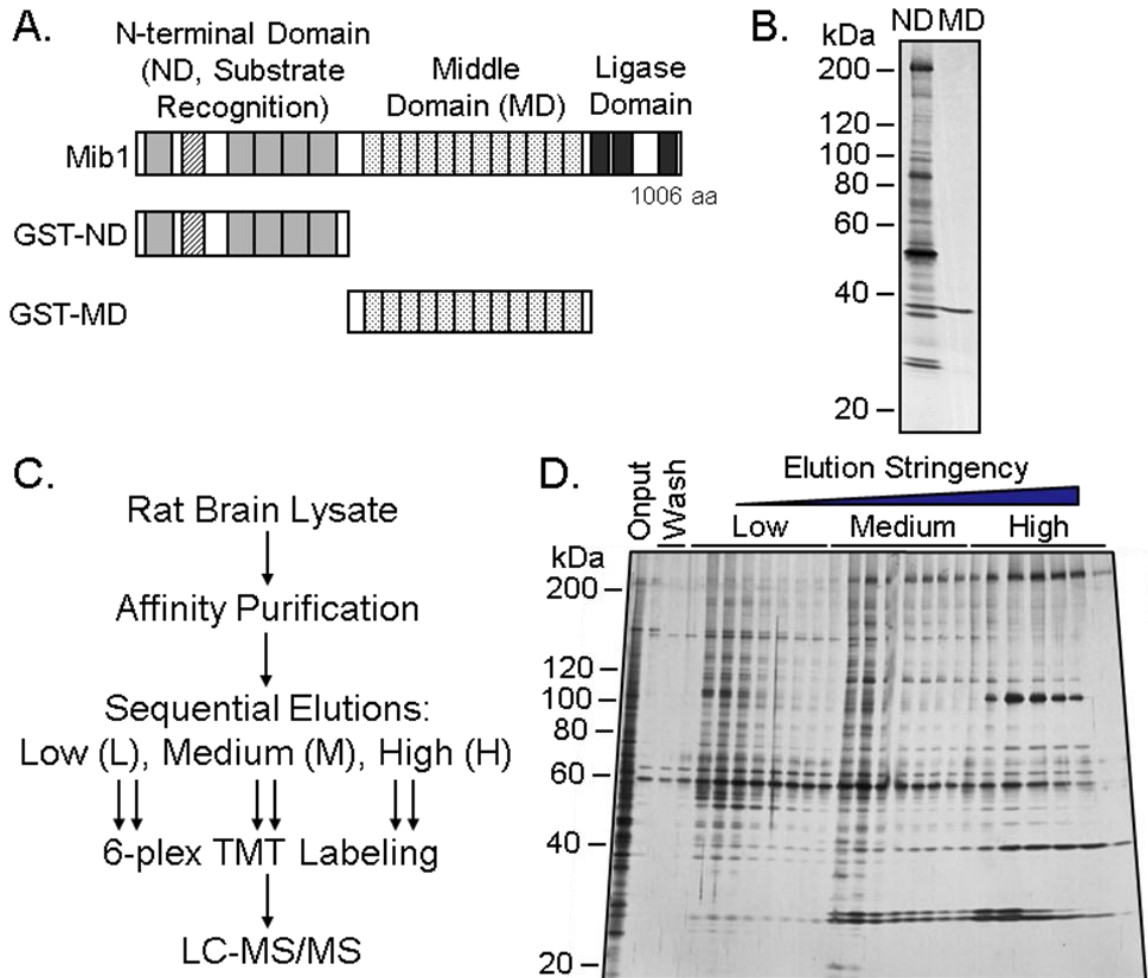 A.
N-terminal Domain
(ND, Substrate
Recognition)
Middle
Domain (MD)
Ligase
Domain
Mib1
1006 aa
GST-ND
GST-MD
B.
kDa
ND MD
200
120
100
80
60
40
20
C.
Rat Brain Lysate
Affinity Purification
Sequential Elutions:
Low (L), Medium (M), High (H)
6-plex TMT Labeling
LC-MS/MS
D.
Elution Stringency
Onput
Wash
Low
Medium
High
kDa
200
120
100
80
60
40
20